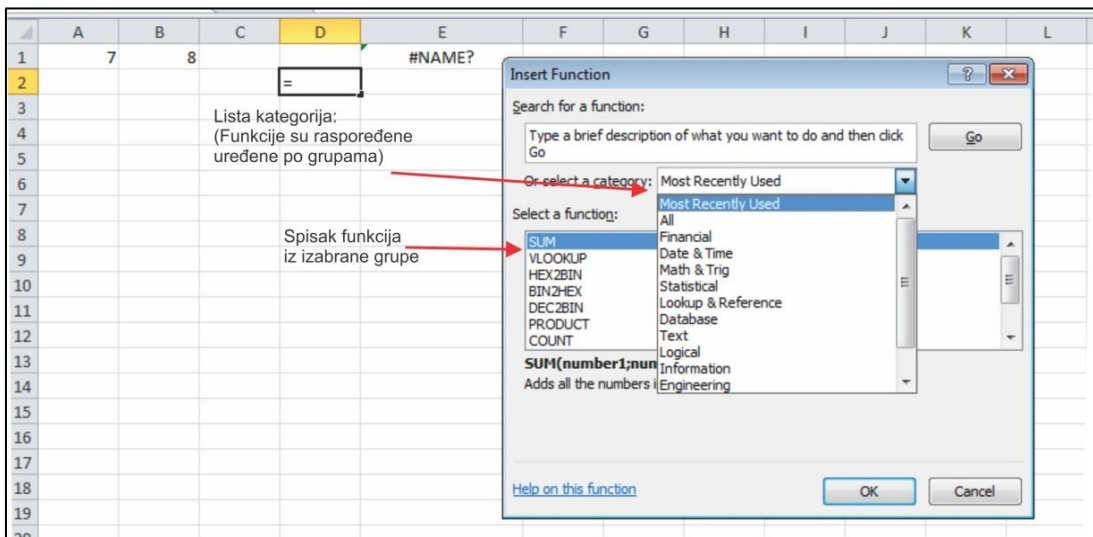 A B C D E F G H I J K L
1 7 8 #NAME?
2 =
3
4
5
6
7
8
9
10
11
12
13
14
15
16
17
18
19
Lista kategorija:
(Funkcije su raspoređene
uređene po grupama)
Spisak funkcija
iz izabrane grupe
Insert Function
Search for a function:
Type a brief description of what you want to do and then click
Go
Go
Or select a category: Most Recently Used
Most Recently Used
All
Financial
Date & Time
Math & Trig
Statistical
Lookup & Reference
Database
Text
Logical
Information
Engineering
Select a function:
SUM
VLOOKUP
HEX2BIN
BIN2HEX
DEC2BIN
PRODUCT
COUNT
SUM(number1;num
Adds all the numbers i
Help on this function
OK Cancel